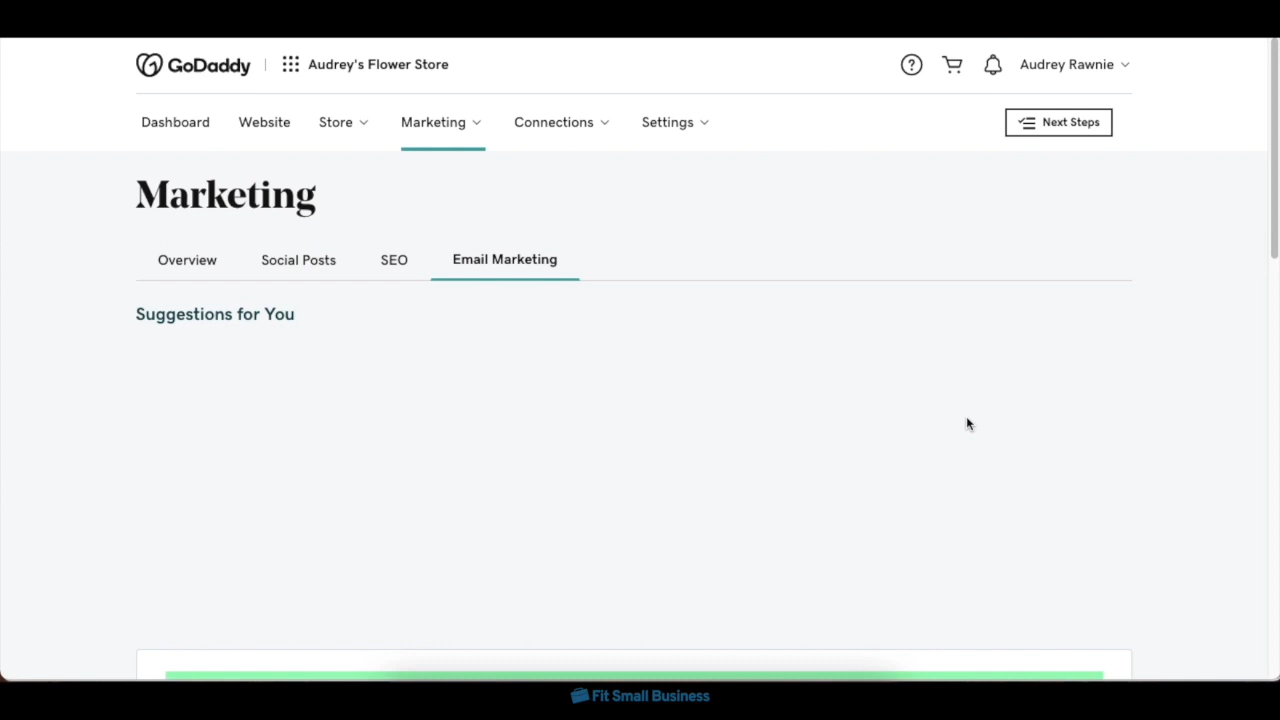 GoDaddy
Audrey's Flower Store
Audrey Rawnie
Dashboard
Website
Store
Marketing
Connections
Settings
Next Steps
Marketing
Overview
Social Posts
SEO
Email Marketing
Suggestions for You
Fit Small Business